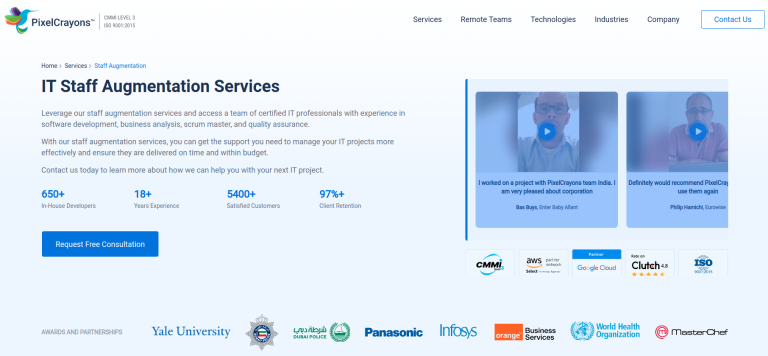 PixelCrayons™
CMMI LEVEL 3
ISO 9001:2015
Services
Remote Teams
Technologies
Industries
Company
Contact Us
Home › Services › Staff Augmentation
IT Staff Augmentation Services
Leverage our staff augmentation services and access a team of certified IT professionals with experience in
software development, business analysis, scrum master, and quality assurance.
With our staff augmentation services, you can get the support you need to manage your IT projects more
effectively and ensure they are delivered on time and within budget.
Contact us today to learn more about how we can help you with your next IT project.
650+
In-House Developers
18+
Years Experience
5400+
Satisfied Customers
97%+
Client Retention
Request Free Consultation
I worked on a project with PixelCrayons team India. I
am very pleased about corporation
Bas Buys, Enter Baby Allant
Definitely would recommend PixelCray
use them again
Philip Hamichi, Eurowise
CMMI
aws partner
network
Select
Partner
Google Cloud
Rate on
Clutch 4.8
ISO
9001:2015
AWARDS AND PARTNERSHIPS
Yale University
شرطة دبي
DUBAI POLICE
Panasonic
Infosys
orange
Business
Services
World Health
Organization
MasterChef